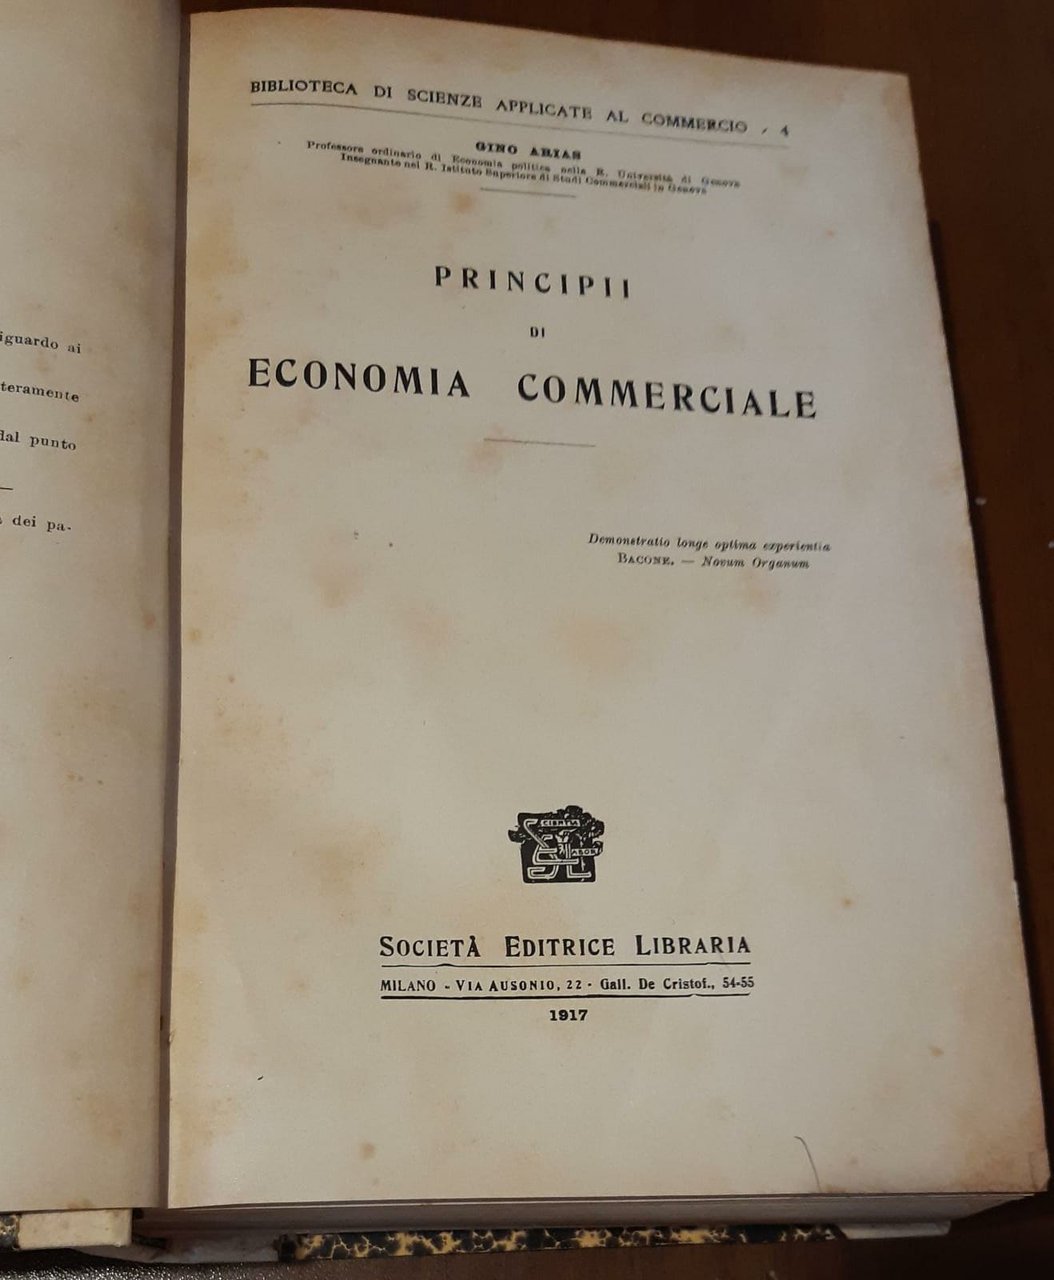 iguardo ai
teramente
dal punto
—
dei pa-
BIBLIOTECA DI SCIENZE APPLICATE AL COMMERCIO - 4
GINO ARIAS
Professore ordinario di Economia politica nella R. Università di Genova
Insegnante nel R. Istituto Superiore di Studi Commerciali in Genova
PRINCIPII
DI
ECONOMIA COMMERCIALE
Demonstratio longe optima experientia
BACONE. — Novum Organum
SOCIETÀ EDITRICE LIBRARIA
MILANO - VIA AUSONIO, 22 - Gall. De Cristof., 54-55
1917